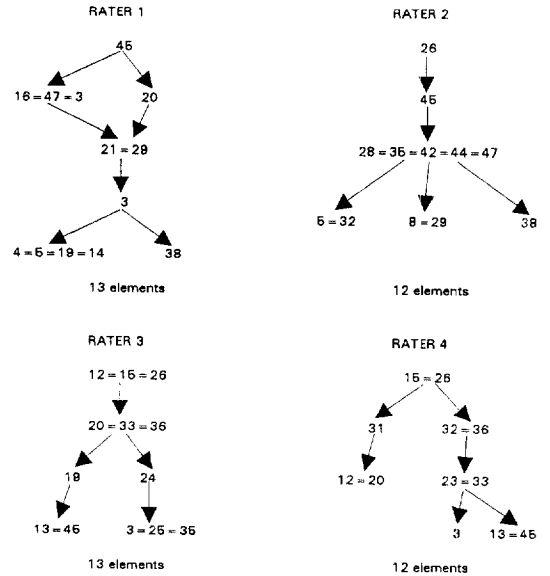 RATER 1
45
16 = 47 = 3
20
21 = 29
3
4 = 5 = 19 = 14
38
13 elements
RATER 2
26
45
28 = 35 = 42 = 44 = 47
5 = 32
8 = 29
38
12 elements
RATER 3
12 = 15 = 26
20 = 33 = 36
19
24
13 = 45
3 = 25 = 35
13 elements
RATER 4
15 = 26
31
32 = 36
12 = 20
23 = 33
3
13 = 45
12 elements